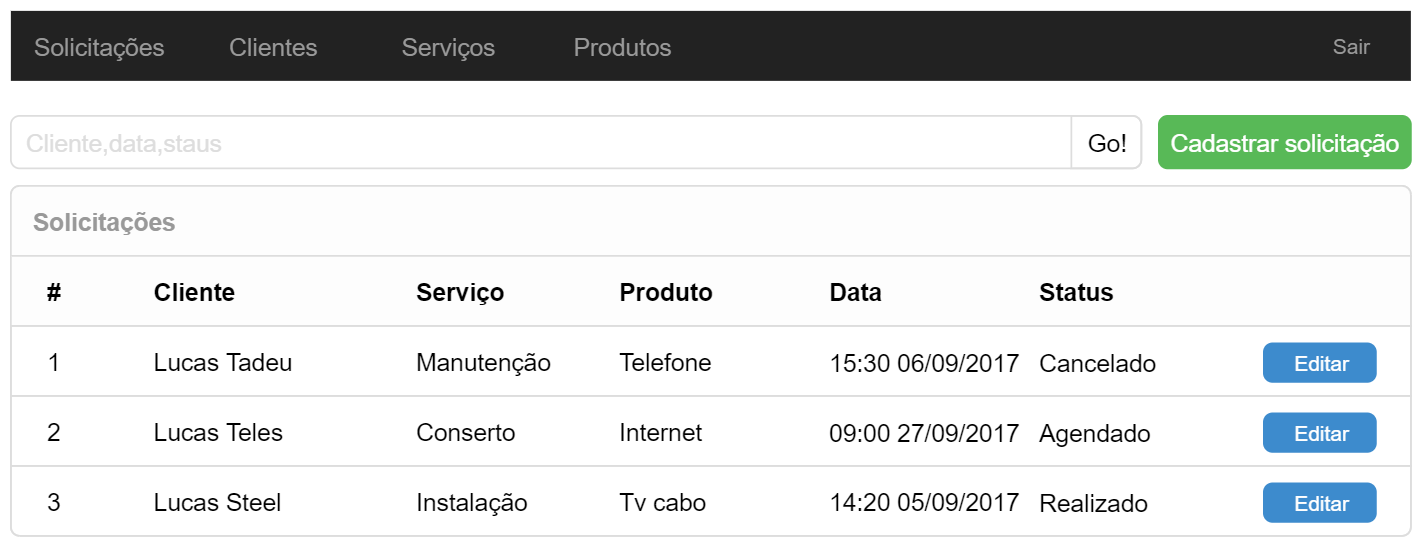 Solicitações Clientes Serviços Produtos Sair
Cliente,data,staus Go! Cadastrar solicitação
Solicitações
# Cliente Serviço Produto Data Status
1 Lucas Tadeu Manutenção Telefone 15:30 06/09/2017 Cancelado Editar
2 Lucas Teles Conserto Internet 09:00 27/09/2017 Agendado Editar
3 Lucas Steel Instalação Tv cabo 14:20 05/09/2017 Realizado Editar